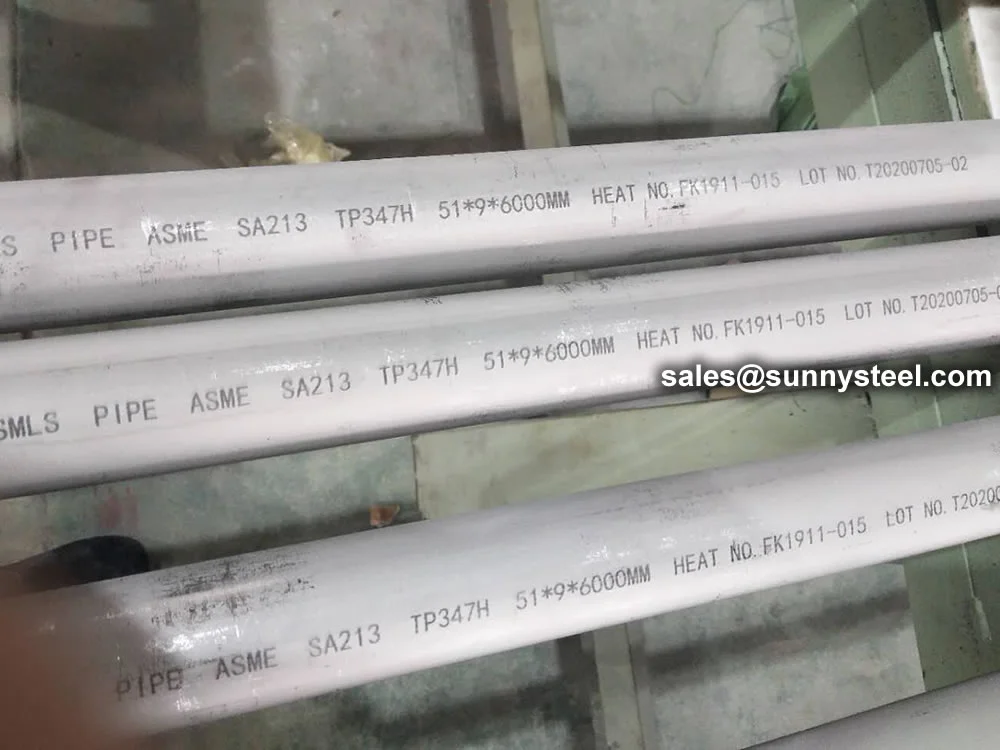 S PIPE ASME SA213 TP347H 51*9*6000MM HEAT NO.FK1911-015 LOT NO.T20200705-02
SMLS PIPE ASME SA213 TP347H 51*9*6000MM HEAT NO.FK1911-015 LOT NO.T20200705-0
sales@sunnysteel.com
PIPE ASME SA213 TP347H 51*9*6000MM HEAT NO.FK1911-015 LOT NO.T20200